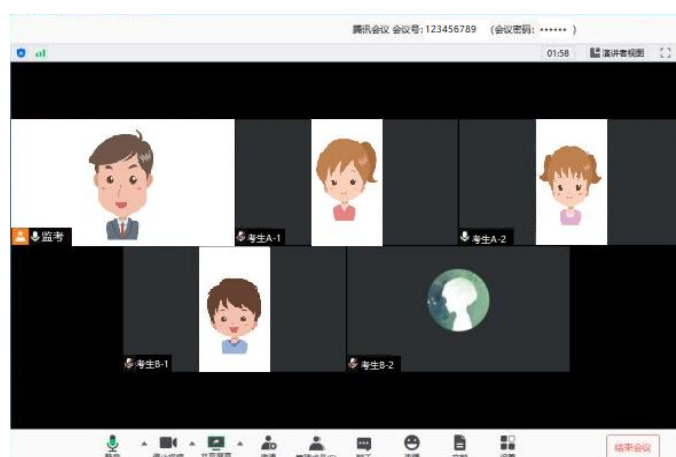 腾讯会议 会议号: 123456789 (会议密码: •••••• )
01:58 演讲者视图
监考
考生A-1
考生A-2
考生B-1
考生B-2
结束会议